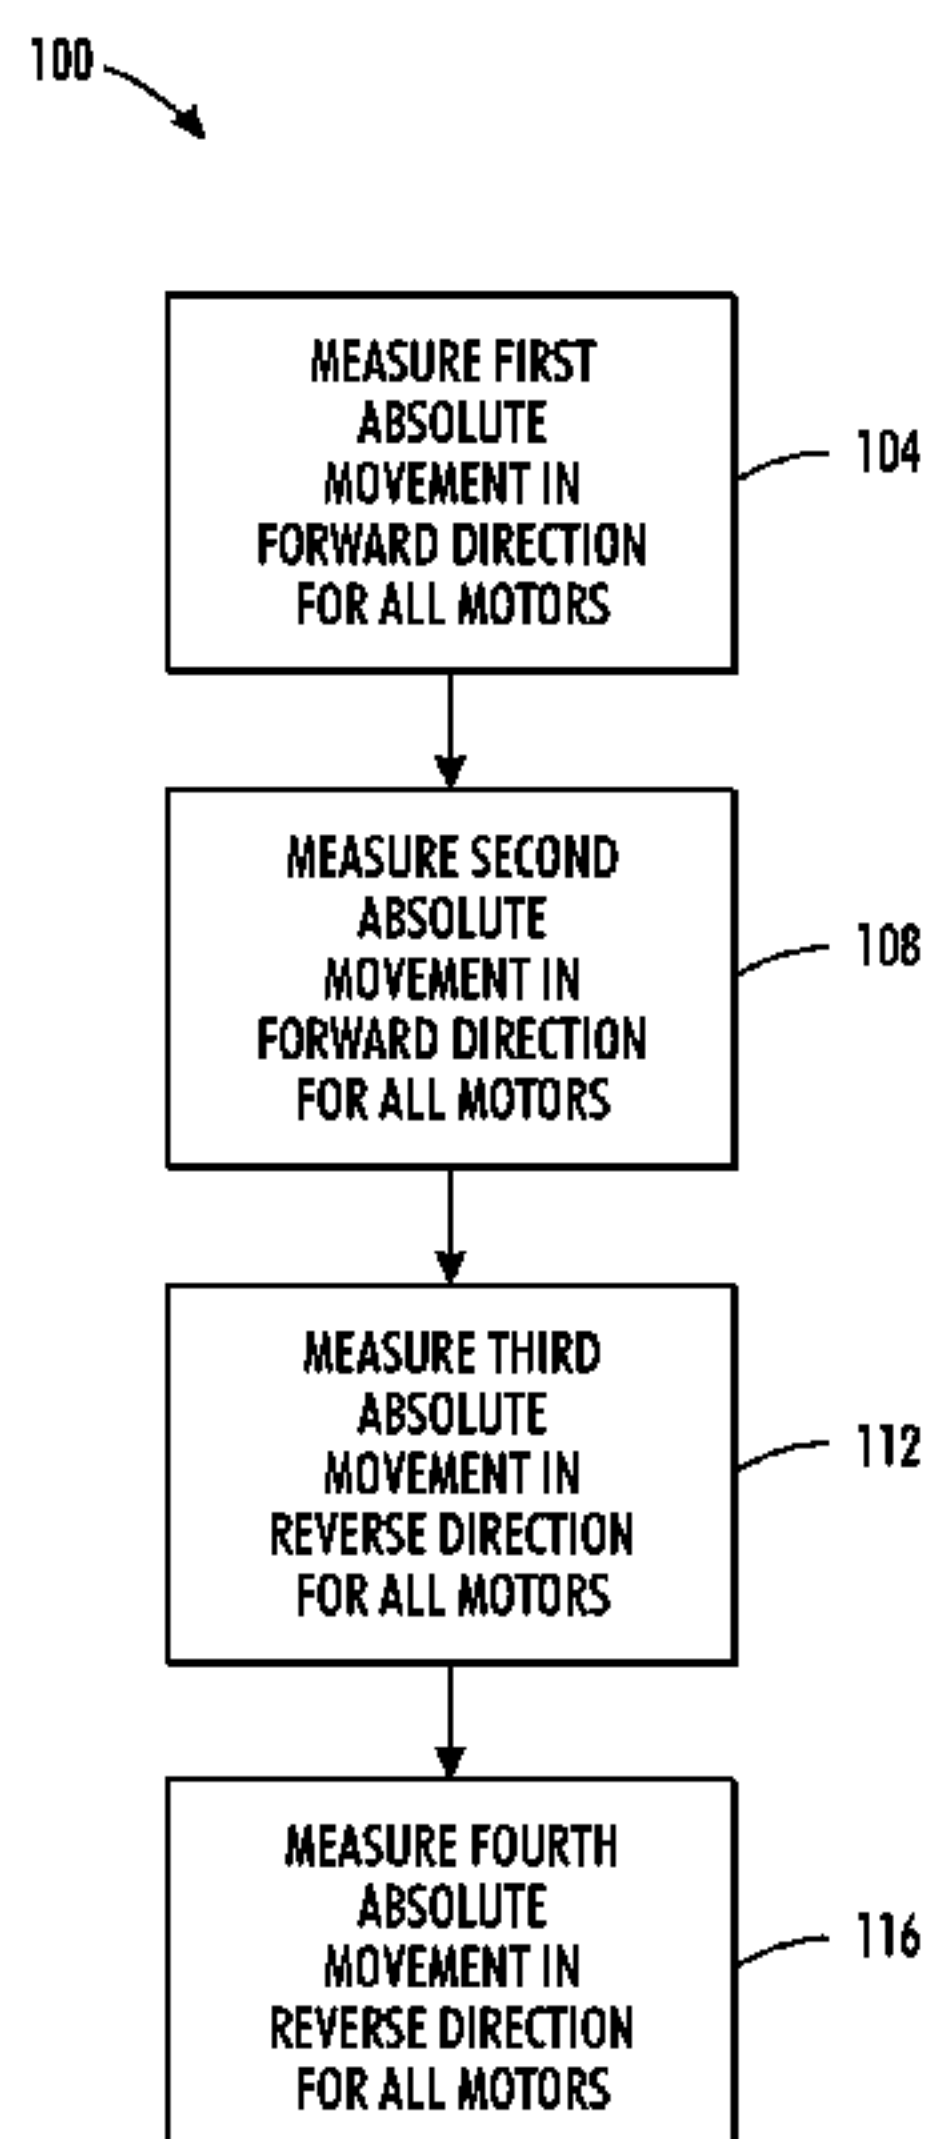 100
MEASURE FIRST
ABSOLUTE
MOVEMENT IN
FORWARD DIRECTION
FOR ALL MOTORS
104
MEASURE SECOND
ABSOLUTE
MOVEMENT IN
FORWARD DIRECTION
FOR ALL MOTORS
108
MEASURE THIRD
ABSOLUTE
MOVEMENT IN
REVERSE DIRECTION
FOR ALL MOTORS
112
MEASURE FOURTH
ABSOLUTE
MOVEMENT IN
REVERSE DIRECTION
FOR ALL MOTORS
116